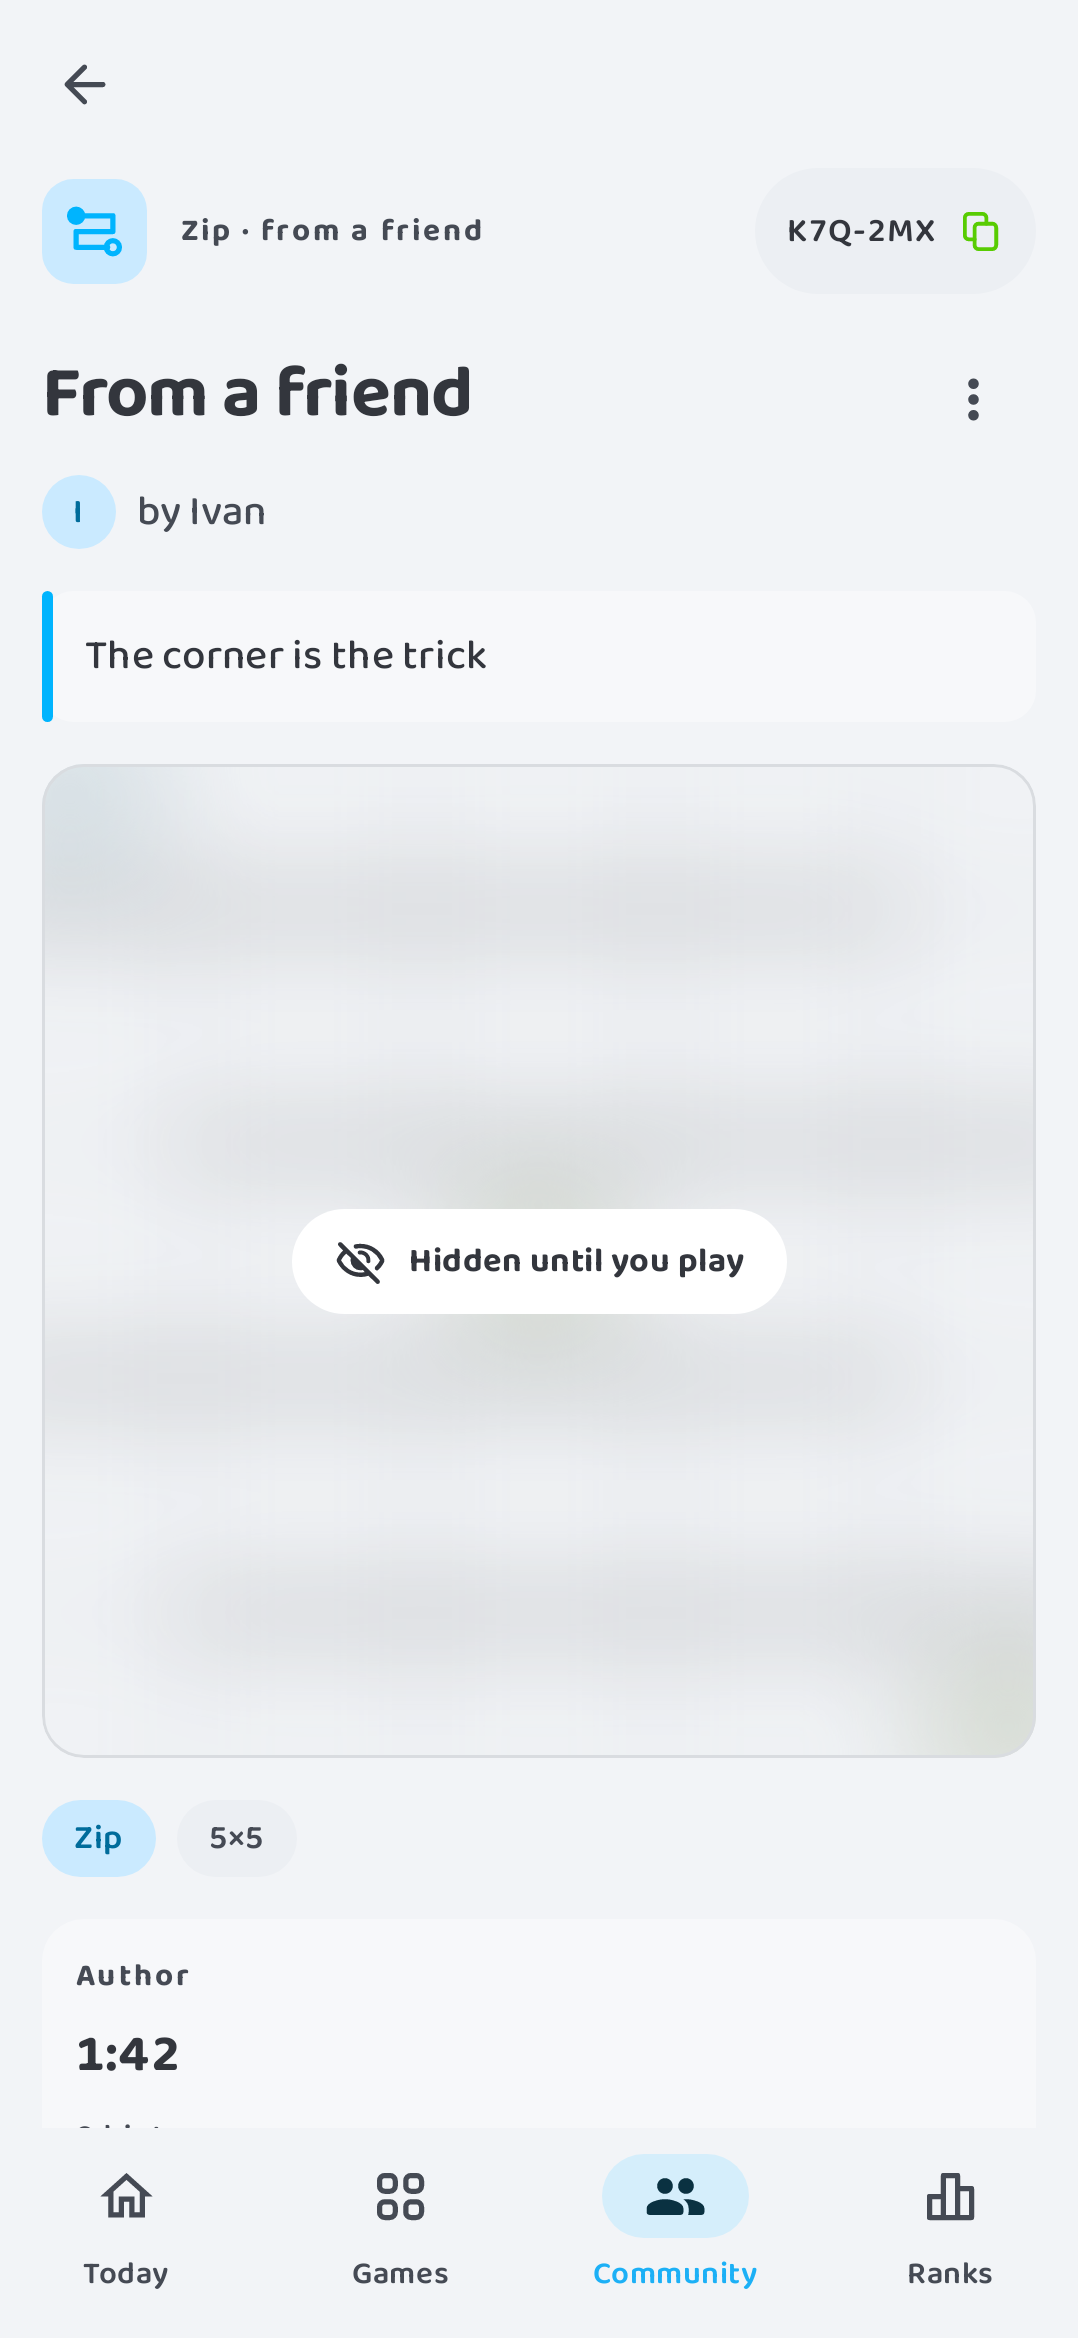 Zip · from a friend
K7Q-2MX
From a friend
I
by Ivan
The corner is the trick
Hidden until you play
Zip
5×5
Author
1:42
Today
Games
Community
Ranks